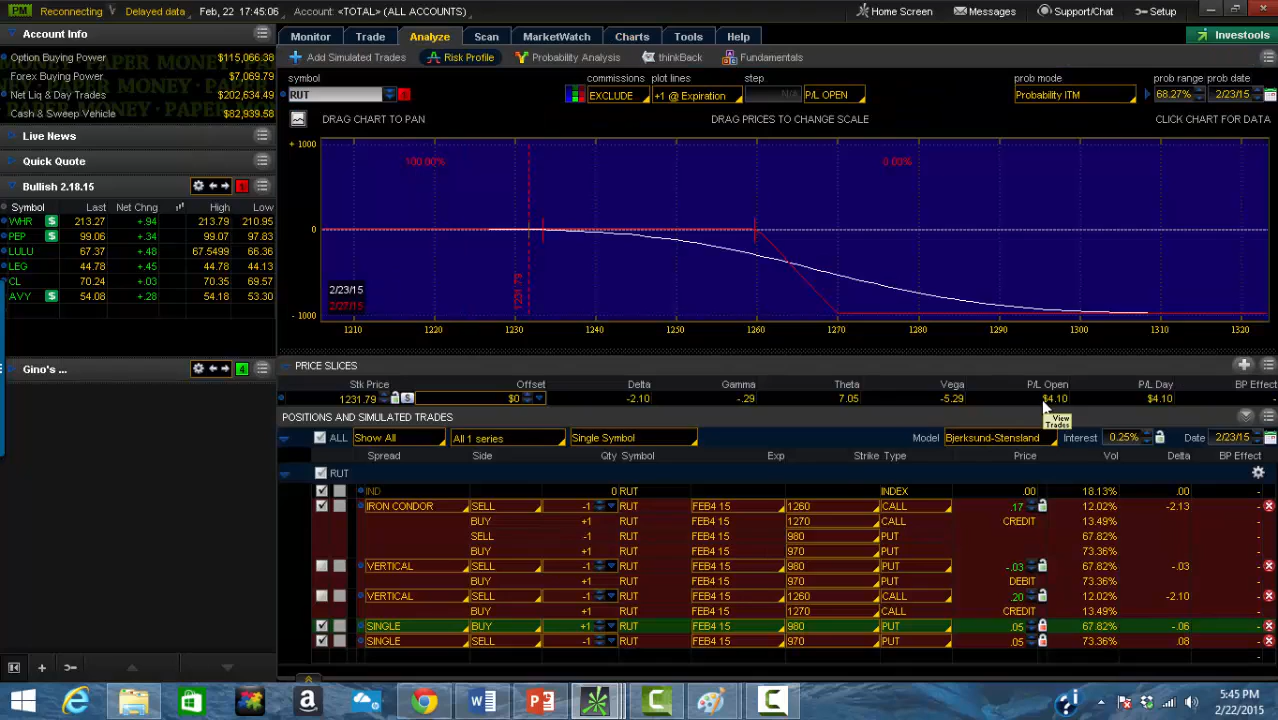 PM Reconnecting Delayed data Feb, 22 17:45:06 Account: <TOTAL> (ALL ACCOUNTS) Home Screen Messages Support/Chat Setup
Account Info
Option Buying Power $115,066.38
Forex Buying Power $7,069.79
Net Liq & Day Trades $202,634.49
Cash & Sweep Vehicle $82,939.58
Live News
Quick Quote
Bullish 2.18.15 1
Symbol Last Net Chng High Low
WHR S 213.27 +.94 213.79 210.95
PEP S 99.06 +.34 99.07 97.83
LULU 67.37 +.48 67.5499 66.36
LEG 44.78 +.45 44.78 44.13
CL 70.24 +.03 70.35 69.57
AVY S 54.08 +.28 54.18 53.30
Gino's ... 4
Monitor Trade Analyze Scan MarketWatch Charts Tools Help Investools
Add Simulated Trades Risk Profile Probability Analysis thinkBack Fundamentals
symbol commissions plot lines step prob mode prob range prob date
RUT EXCLUDE +1 @ Expiration N/A P/L OPEN Probability ITM 68.27% 2/23/15
DRAG CHART TO PAN DRAG PRICES TO CHANGE SCALE CLICK CHART FOR DATA
+ 1000
100.00% 0.00%
0
1231.79
2/23/15
2/27/15
- 1000
1210 1220 1230 1240 1250 1260 1270 1280 1290 1300 1310 1320
PRICE SLICES
Stk Price Offset Delta Gamma Theta Vega P/L Open P/L Day BP Effect
1231.79 S $0 -2.10 -.29 7.05 -5.29 $4.10 $4.10 -
View
Trades
POSITIONS AND SIMULATED TRADES
ALL Show All All 1 series Single Symbol Model Bjerksund-Stensland Interest 0.25% Date 2/23/15
Spread Side Qty Symbol Exp Strike Type Price Vol Delta BP Effect
RUT
IND 0 RUT INDEX .00 18.13% .00 -
IRON CONDOR SELL -1 RUT FEB4 15 1260 CALL .17 12.02% -2.13 -
BUY +1 RUT FEB4 15 1270 CALL CREDIT 13.49%
SELL -1 RUT FEB4 15 980 PUT 67.82%
BUY +1 RUT FEB4 15 970 PUT 73.36%
VERTICAL SELL -1 RUT FEB4 15 980 PUT -.03 67.82% -.03 -
BUY +1 RUT FEB4 15 970 PUT DEBIT 73.36%
VERTICAL SELL -1 RUT FEB4 15 1260 CALL .20 12.02% -2.10 -
BUY +1 RUT FEB4 15 1270 CALL CREDIT 13.49%
SINGLE BUY +1 RUT FEB4 15 980 PUT .05 67.82% -.06 -
SINGLE SELL -1 RUT FEB4 15 970 PUT .05 73.36% .08 -
5:45 PM
2/22/2015